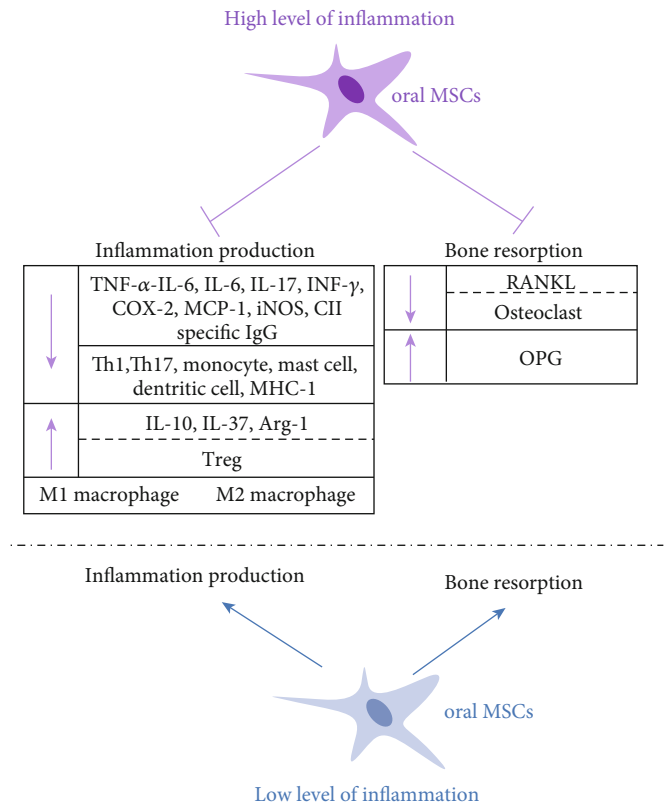 High level of inflammation
oral MSCs
Inflammation production
TNF-α-IL-6, IL-6, IL-17, INF-γ,
COX-2, MCP-1, iNOS, CII
specific IgG
Th1,Th17, monocyte, mast cell,
dentritic cell, MHC-1
IL-10, IL-37, Arg-1
Treg
M1 macrophage M2 macrophage
Bone resorption
RANKL
Osteoclast
OPG
Inflammation production
Bone resorption
oral MSCs
Low level of inflammation